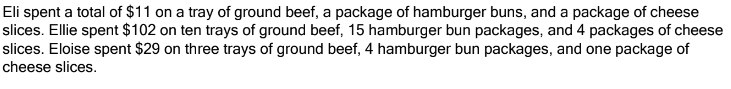 Eli spent a total of $11 on a tray of ground beef, a package of hamburger buns, and a package of cheese
slices. Ellie spent $102 on ten trays of ground beef, 15 hamburger bun packages, and 4 packages of cheese
slices. Eloise spent $29 on three trays of ground beef, 4 hamburger bun packages, and one package of
cheese slices.